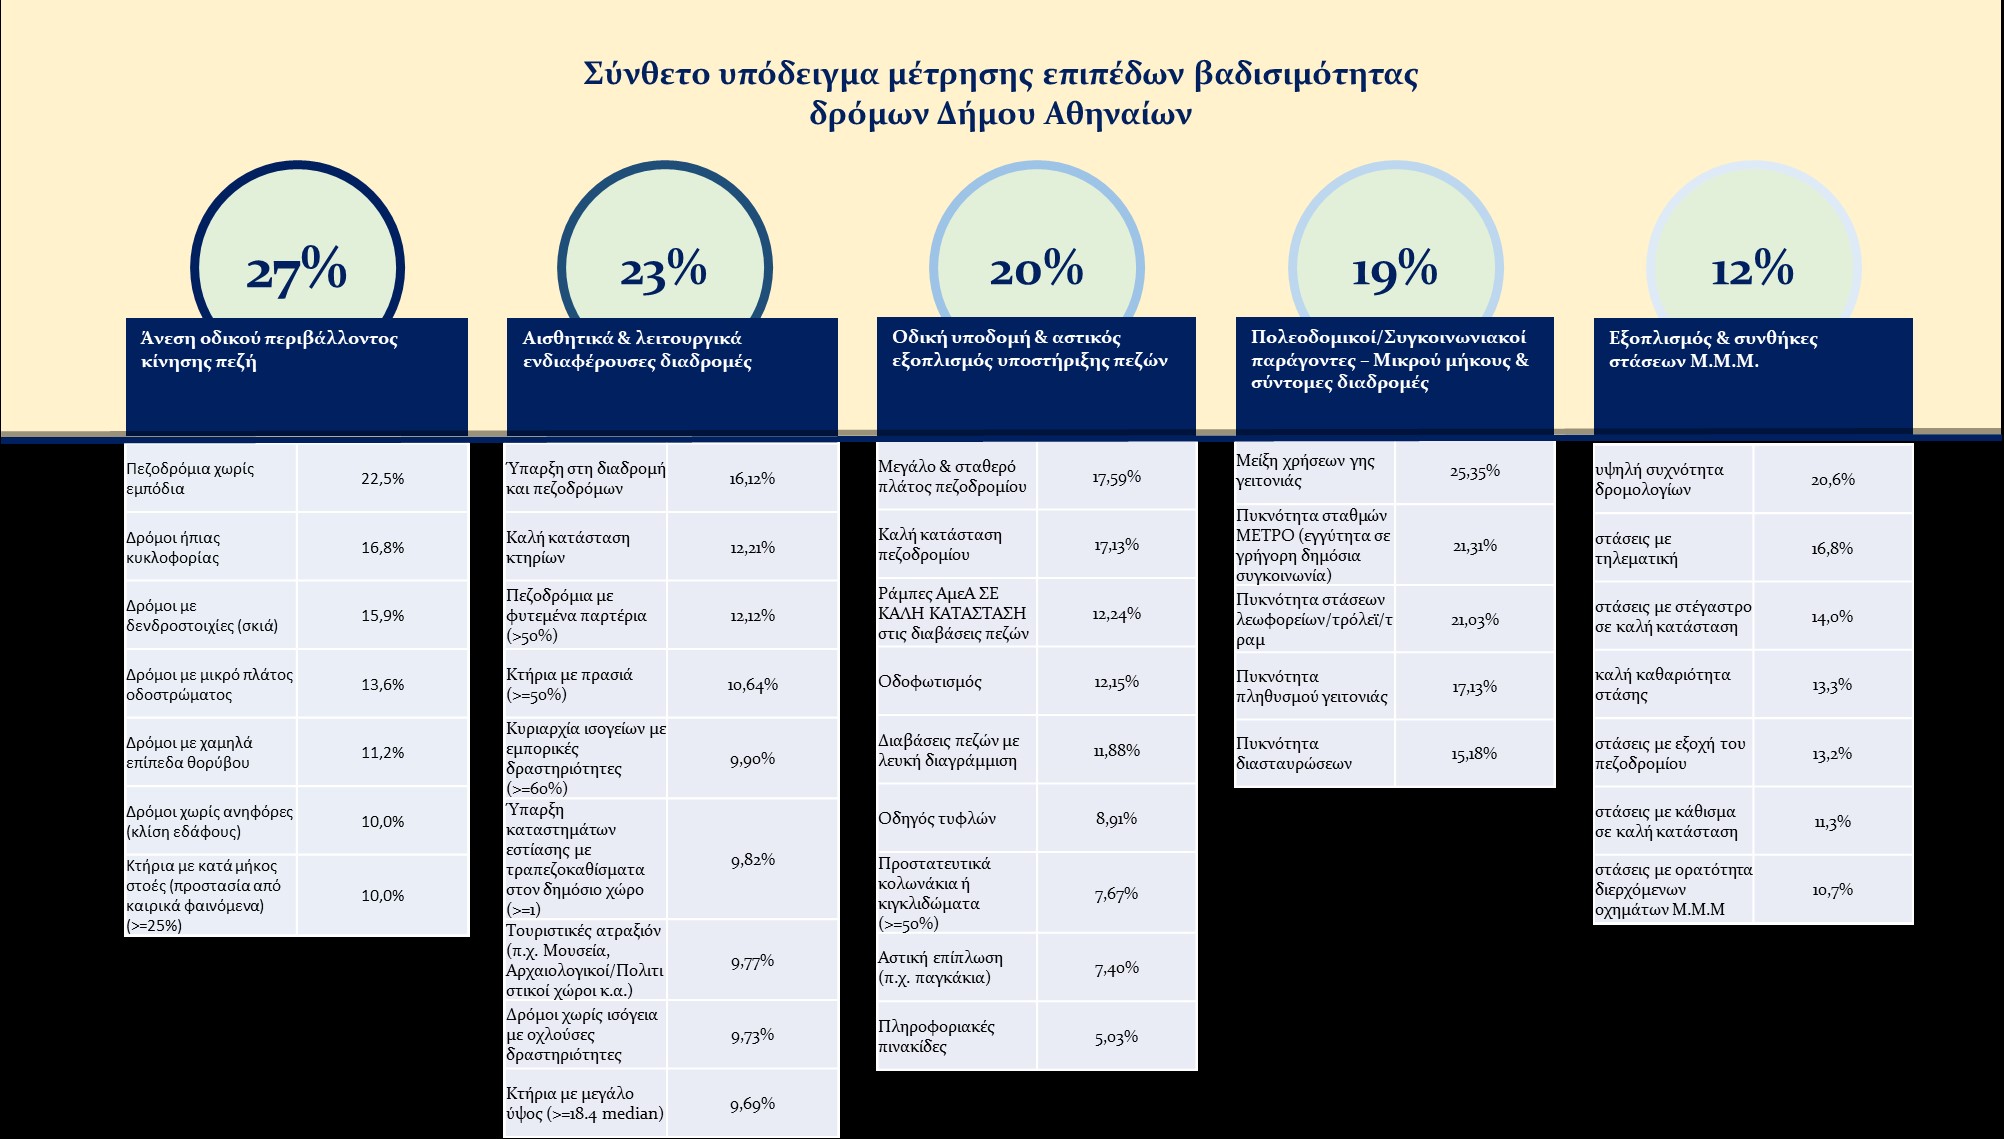 Σύνθετο υπόδειγμα μέτρησης επιπέδων βαδισιμότητας
δρόμων Δήμου Αθηναίων
27%
Άνεση οδικού περιβάλλοντος
κίνησης πεζή
Πεζοδρόμια χωρίς
εμπόδια
22,5%
Δρόμοι ήπιας
κυκλοφορίας
16,8%
Δρόμοι με
δενδροστοιχίες (σκιά)
15,9%
Δρόμοι με μικρό πλάτος
οδοστρώματος
13,6%
Δρόμοι με χαμηλά
επίπεδα θορύβου
11,2%
Δρόμοι χωρίς ανηφόρες
(κλίση εδάφους)
10,0%
Κτήρια με κατά μήκος
στοές (προστασία από
καιρικά φαινόμενα)
(>=25%)
10,0%
23%
Αισθητικά & λειτουργικά
ενδιαφέρουσες διαδρομές
Ύπαρξη στη διαδρομή
και πεζοδρόμων
16,12%
Καλή κατάσταση
κτηρίων
12,21%
Πεζοδρόμια με
φυτεμένα παρτέρια
(>50%)
12,12%
Κτήρια με πρασιά
(>=50%)
10,64%
Κυριαρχία ισογείων με
εμπορικές
δραστηριότητες
(>=60%)
9,90%
Ύπαρξη
καταστημάτων
εστίασης με
τραπεζοκαθίσματα
στον δημόσιο χώρο
(>=1)
9,82%
Τουριστικές ατραξιόν
(π.χ. Μουσεία,
Αρχαιολογικοί/Πολιτι
στικοί χώροι κ.α.)
9,77%
Δρόμοι χωρίς ισόγεια
με οχλούσες
δραστηριότητες
9,73%
Κτήρια με μεγάλο
ύψος (>=18.4 median)
9,69%
20%
Οδική υποδομή & αστικός
εξοπλισμός υποστήριξης πεζών
Μεγάλο & σταθερό
πλάτος πεζοδρομίου
17,59%
Καλή κατάσταση
πεζοδρομίου
17,13%
Ράμπες ΑμεΑ ΣΕ
ΚΑΛΗ ΚΑΤΑΣΤΑΣΗ
στις διαβάσεις πεζών
12,24%
Οδοφωτισμός
12,15%
Διαβάσεις πεζών με
λευκή διαγράμμιση
11,88%
Οδηγός τυφλών
8,91%
Προστατευτικά
κολωνάκια ή
κιγκλιδώματα
(>=50%)
7,67%
Αστική επίπλωση
(π.χ. παγκάκια)
7,40%
Πληροφοριακές
πινακίδες
5,03%
19%
Πολεοδομικοί/Συγκοινωνιακοί
παράγοντες – Μικρού μήκους &
σύντομες διαδρομές
Μείξη χρήσεων γης
γειτονιάς
25,35%
Πυκνότητα σταθμών
ΜΕΤΡΟ (εγγύτητα σε
γρήγορη δημόσια
συγκοινωνία)
21,31%
Πυκνότητα στάσεων
λεωφορείων/τρόλεϊ/τ
ραμ
21,03%
Πυκνότητα
πληθυσμού γειτονιάς
17,13%
Πυκνότητα
διασταυρώσεων
15,18%
12%
Εξοπλισμός & συνθήκες
στάσεων Μ.Μ.Μ.
υψηλή συχνότητα
δρομολογίων
20,6%
στάσεις με
τηλεματική
16,8%
στάσεις με στέγαστρο
σε καλή κατάσταση
14,0%
καλή καθαριότητα
στάσης
13,3%
στάσεις με εξοχή του
πεζοδρομίου
13,2%
στάσεις με κάθισμα
σε καλή κατάσταση
11,3%
στάσεις με ορατότητα
διερχόμενων
οχημάτων Μ.Μ.Μ
10,7%